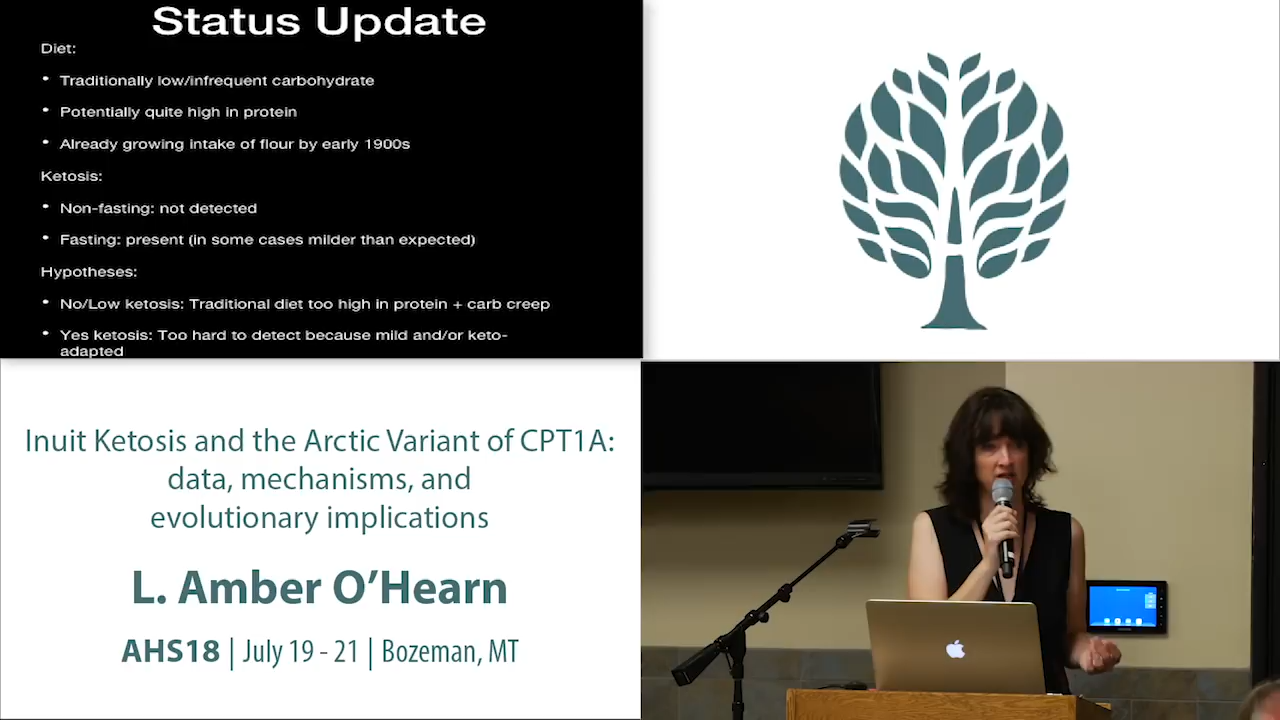 Status Update
Diet:
• Traditionally low/infrequent carbohydrate
• Potentially quite high in protein
• Already growing intake of flour by early 1900s
Ketosis:
• Non-fasting: not detected
• Fasting: present (in some cases milder than expected)
Hypotheses:
• No/Low ketosis: Traditional diet too high in protein + carb creep
• Yes ketosis: Too hard to detect because mild and/or keto-
adapted
Inuit Ketosis and the Arctic Variant of CPT1A:
data, mechanisms, and
evolutionary implications
L. Amber O’Hearn
AHS18 | July 19 - 21 | Bozeman, MT